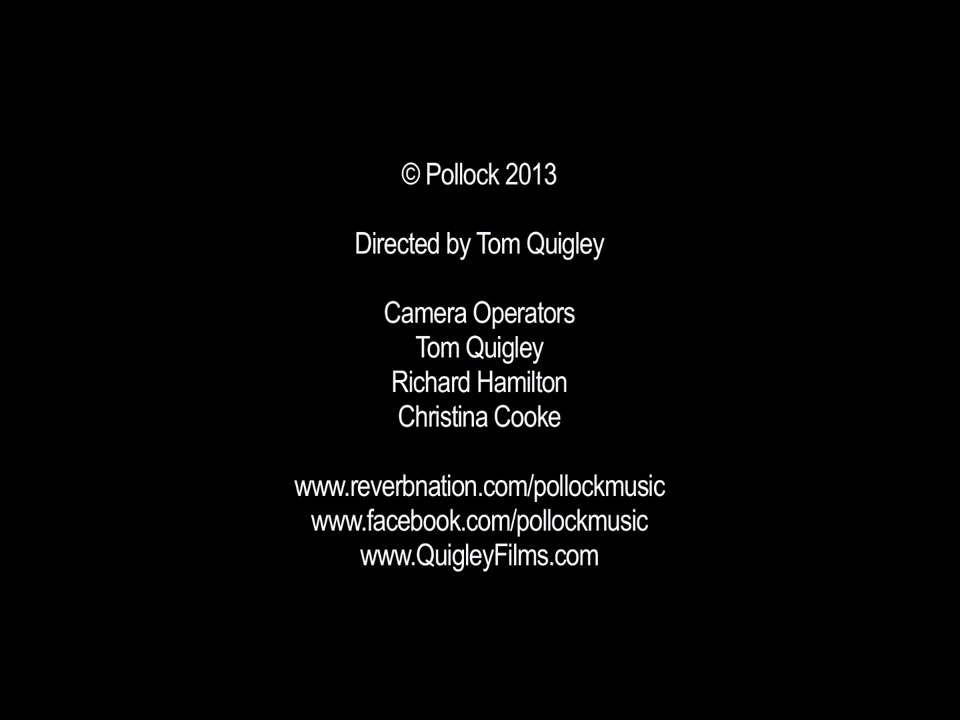 © Pollock 2013
Directed by Tom Quigley
Camera Operators
Tom Quigley
Richard Hamilton
Christina Cooke
www.reverbnation.com/pollockmusic
www.facebook.com/pollockmusic
www.QuigleyFilms.com